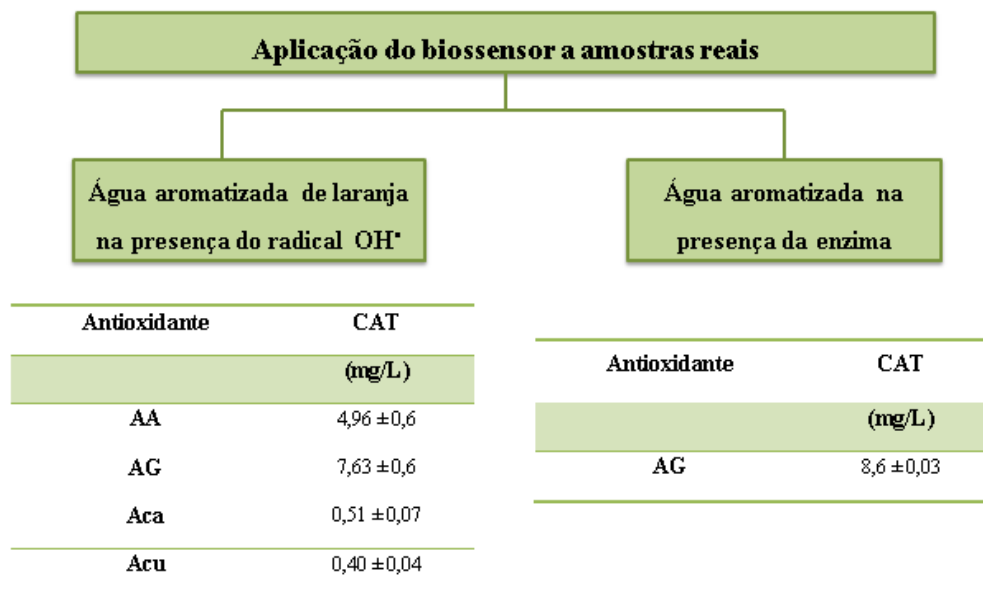 Aplicação do biossensor a amostras reais
Água aromatizada de laranja
na presença do radical OH•
Água aromatizada na
presença da enzima
Antioxidante CAT
(mg/L)
AA 4,96 ±0,6
AG 7,63 ±0,6
Aca 0,51 ±0,07
Acu 0,40 ±0,04
Antioxidante CAT
(mg/L)
AG 8,6 ±0,03